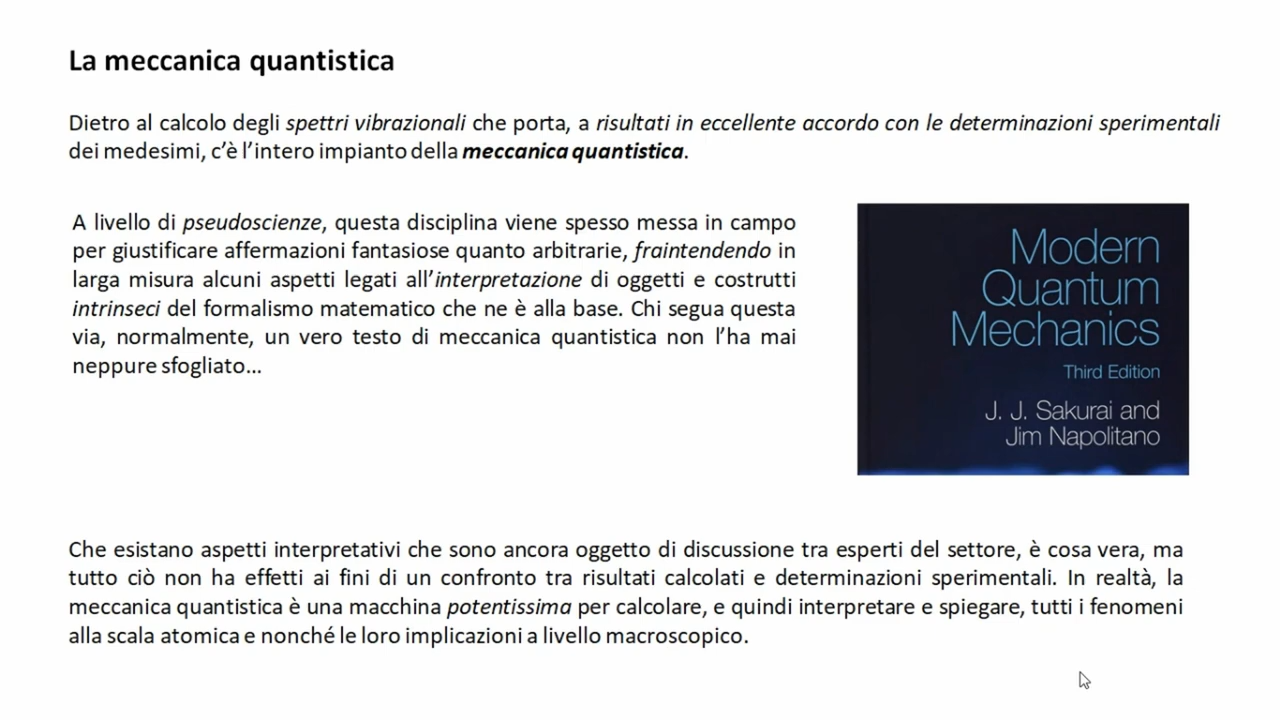 La meccanica quantistica
Dietro al calcolo degli spettri vibrazionali che porta, a risultati in eccellente accordo con le determinazioni sperimentali
dei medesimi, c'è l'intero impianto della meccanica quantistica.
A livello di pseudoscienze, questa disciplina viene spesso messa in campo
per giustificare affermazioni fantasiose quanto arbitrarie, fraintendendo in
larga misura alcuni aspetti legati all'interpretazione di oggetti e costrutti
intrinseci del formalismo matematico che ne è alla base. Chi segua questa
via, normalmente, un vero testo di meccanica quantistica non l'ha mai
neppure sfogliato...
Modern
Quantum
Mechanics
Third Edition
J. J. Sakurai and
Jim Napolitano
Che esistano aspetti interpretativi che sono ancora oggetto di discussione tra esperti del settore, è cosa vera, ma
tutto ciò non ha effetti ai fini di un confronto tra risultati calcolati e determinazioni sperimentali. In realtà, la
meccanica quantistica è una macchina potentissima per calcolare, e quindi interpretare e spiegare, tutti i fenomeni
alla scala atomica e nonché le loro implicazioni a livello macroscopico.